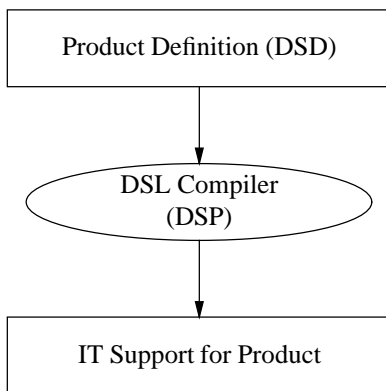 Product Definition (DSD)
DSL Compiler
(DSP)
IT Support for Product